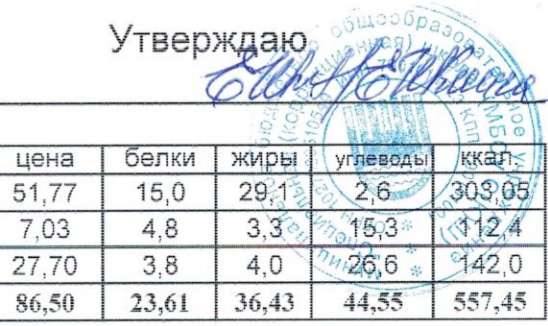 Утверждаю
цена белки жиры углеводы ккал.
51,77 15,0 29,1 2,6 303,05
7,03 4,8 3,3 15,3 112,4
27,70 3,8 4,0 26,6 142,0
86,50 23,61 36,43 44,55 557,45